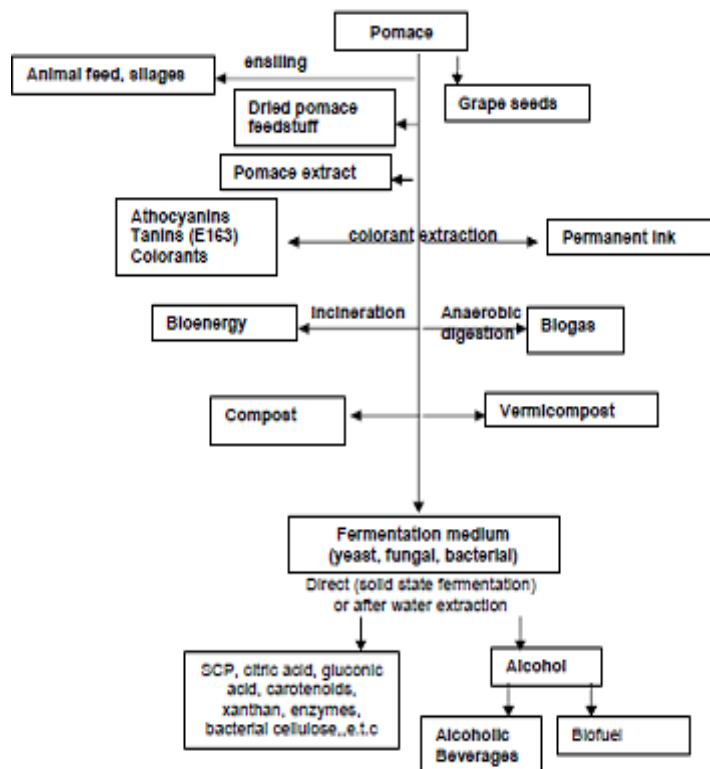 Pomace
ensiling
Animal feed, silages
Grape seeds
Dried pomace
feedstuff
Pomace extract
Athocyanins
Tanins (E163)
Colorants
colorant extraction
Permanent ink
Bioenergy
incineration
Anaerobic
digestion
Biogas
Compost
Vermicompost
Fermentation medium
(yeast, fungal, bacterial)
Direct (solid state fermentation)
or after water extraction
SCP, citric acid, gluconic
acid, carotenoids,
xanthan, enzymes,
bacterial cellulose,.e.t.c
Alcohol
Alcoholic
Beverages
Biofuel